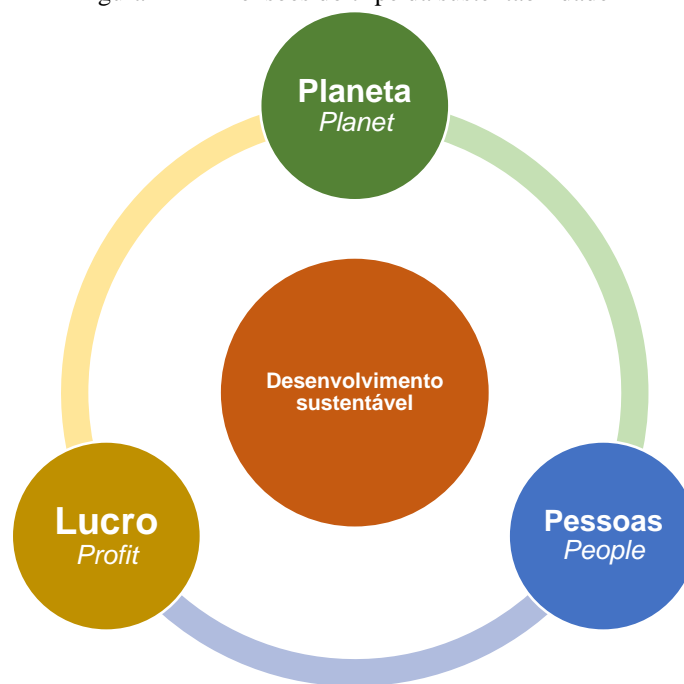 Planeta
Planet
Desenvolvimento
sustentável
Lucro
Profit
Pessoas
People